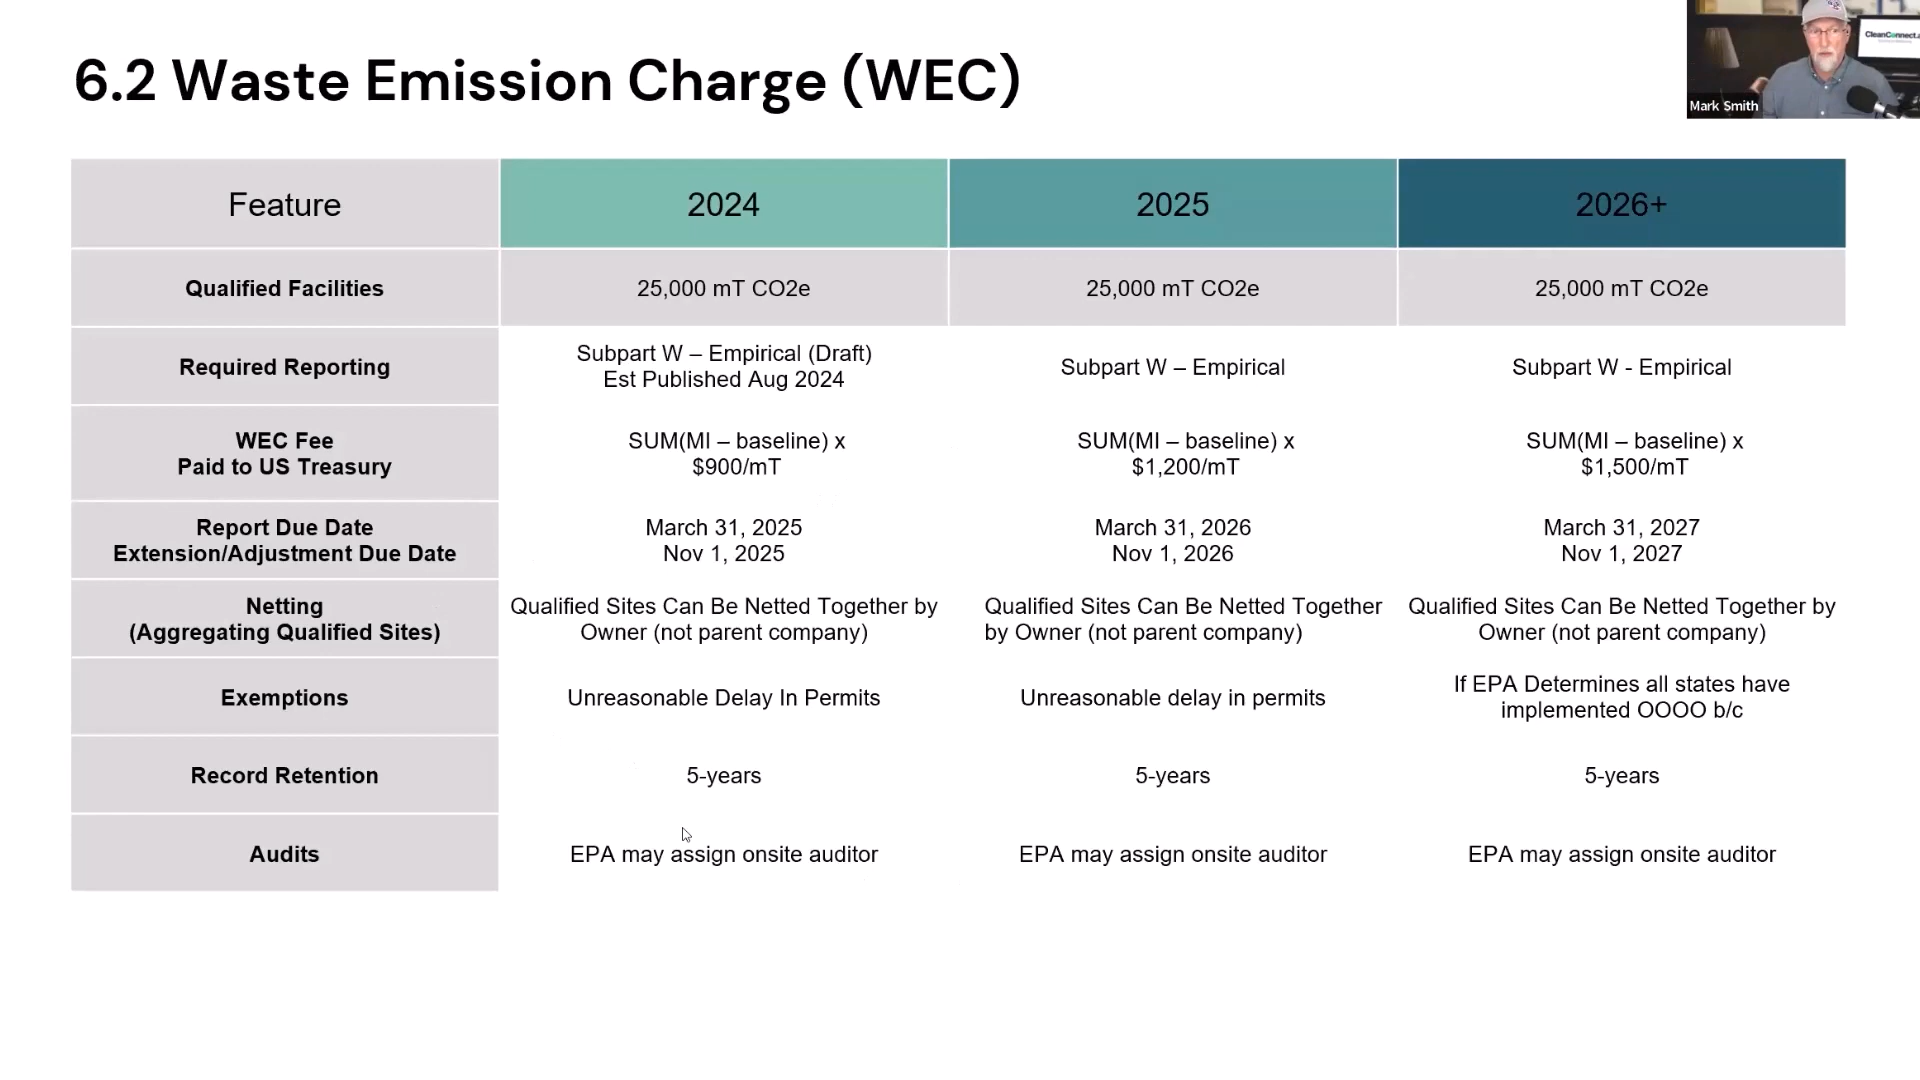 6.2 Waste Emission Charge (WEC)
CleanConnect.a
Mark Smith
Feature
2024
2025
2026+
Qualified Facilities
25,000 mT CO2e
25,000 mT CO2e
25,000 mT CO2e
Required Reporting
Subpart W – Empirical (Draft)
Est Published Aug 2024
Subpart W – Empirical
Subpart W - Empirical
WEC Fee
Paid to US Treasury
SUM(MI – baseline) x
$900/mT
SUM(MI – baseline) x
$1,200/mT
SUM(MI – baseline) x
$1,500/mT
Report Due Date
Extension/Adjustment Due Date
March 31, 2025
Nov 1, 2025
March 31, 2026
Nov 1, 2026
March 31, 2027
Nov 1, 2027
Netting
(Aggregating Qualified Sites)
Qualified Sites Can Be Netted Together by
Owner (not parent company)
Qualified Sites Can Be Netted Together
by Owner (not parent company)
Qualified Sites Can Be Netted Together by
Owner (not parent company)
Exemptions
Unreasonable Delay In Permits
Unreasonable delay in permits
If EPA Determines all states have
implemented OOOO b/c
Record Retention
5-years
5-years
5-years
Audits
EPA may assign onsite auditor
EPA may assign onsite auditor
EPA may assign onsite auditor